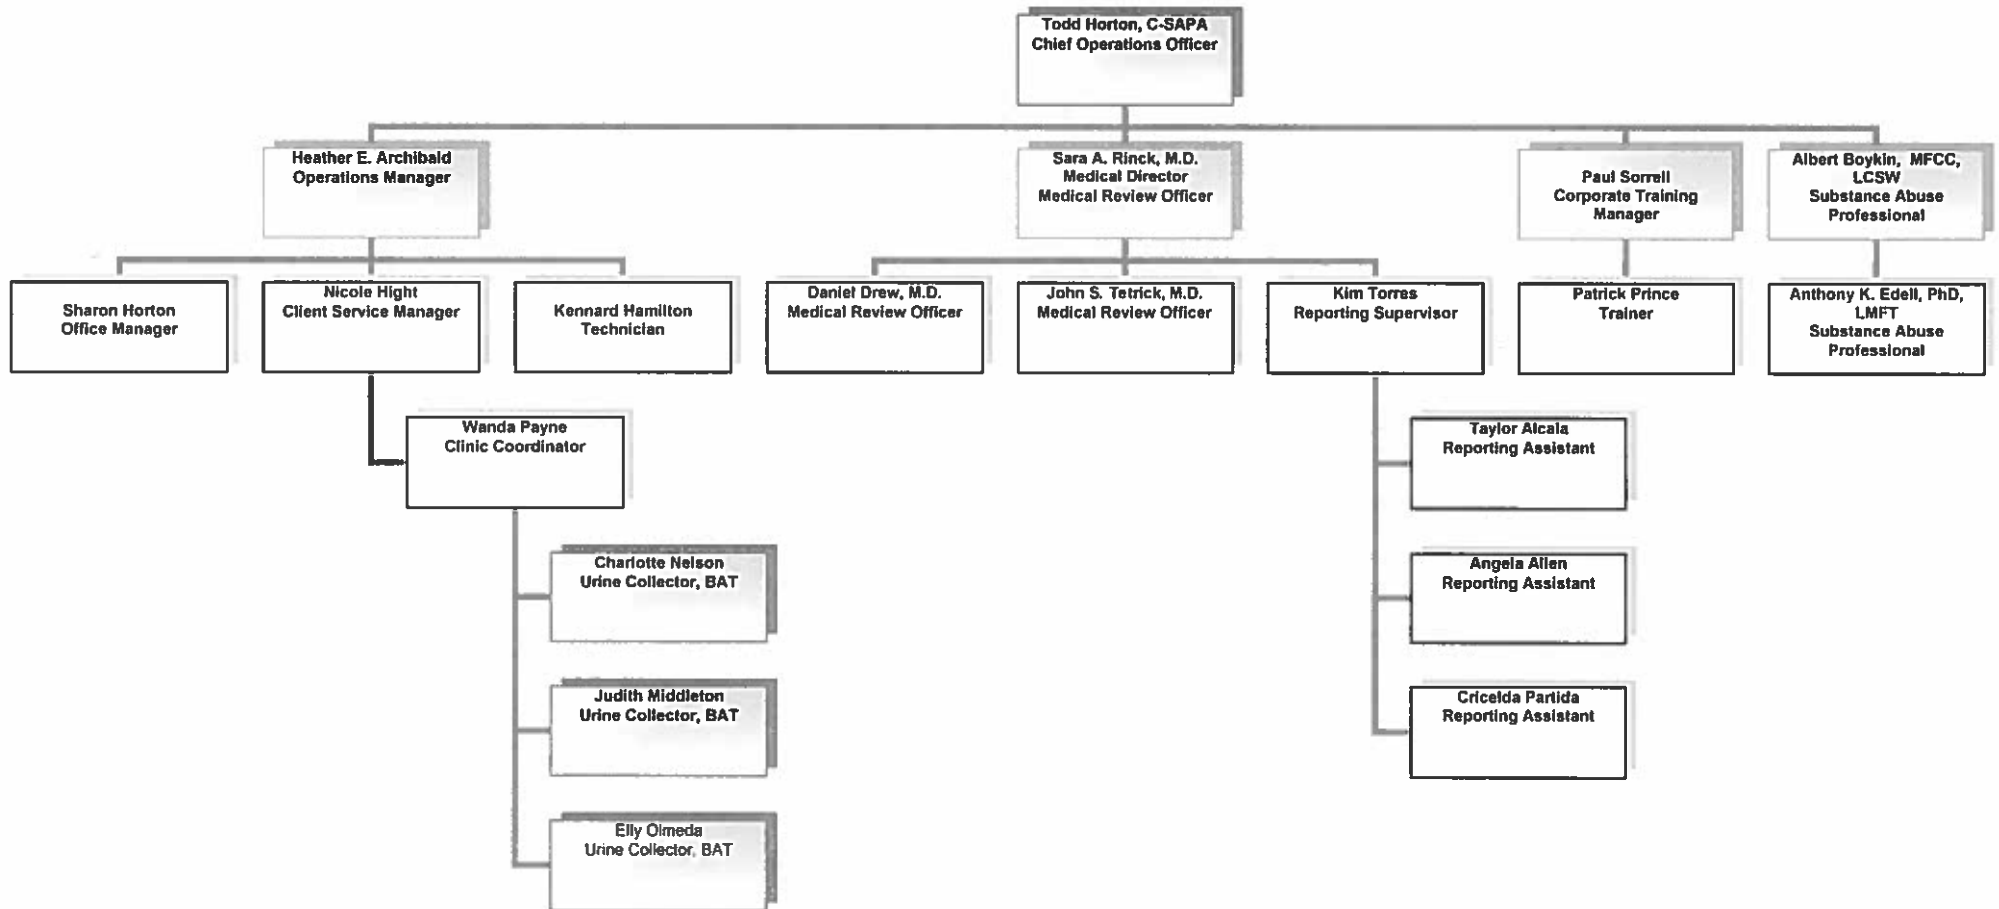 Todd Horton, C-SAPA
Chief Operations Officer
Heather E. Archibald
Operations Manager
Sara A. Rinck, M.D.
Medical Director
Medical Review Officer
Paul Sorrell
Corporate Training
Manager
Albert Boykin, MFCC,
LCSW
Substance Abuse
Professional
Sharon Horton
Office Manager
Nicole Hight
Client Service Manager
Kennard Hamilton
Technician
Daniel Drew, M.D.
Medical Review Officer
John S. Tetrick, M.D.
Medical Review Officer
Kim Torres
Reporting Supervisor
Patrick Prince
Trainer
Anthony K. Edell, PhD,
LMFT
Substance Abuse
Professional
Wanda Payne
Clinic Coordinator
Charlotte Nelson
Urine Collector, BAT
Judith Middleton
Urine Collector, BAT
Elly Olmeda
Urine Collector, BAT
Taylor Alcala
Reporting Assistant
Angela Allen
Reporting Assistant
Cricelda Partida
Reporting Assistant